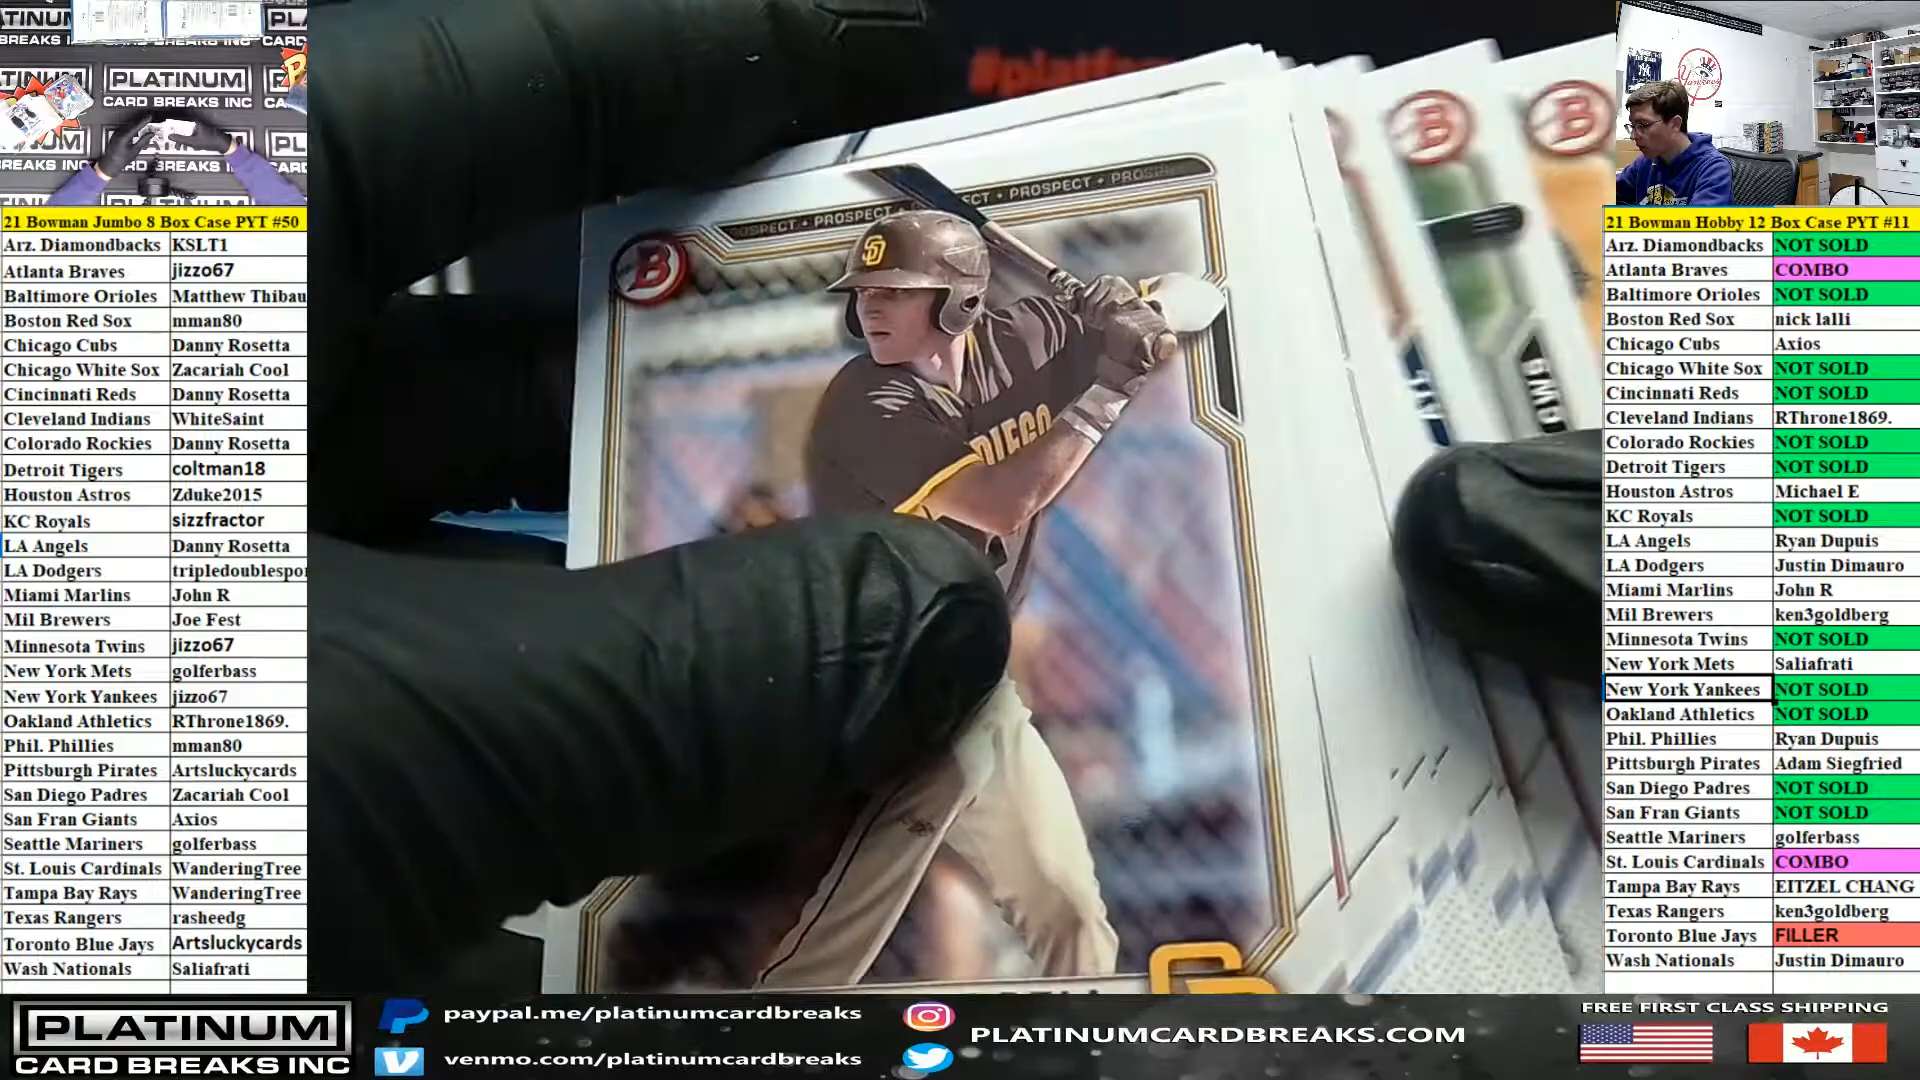 PLATINUM
CARD BREAKS INC
21 Bowman Jumbo 8 Box Case PYT #50
Arz. Diamondbacks KSLT1
Atlanta Braves jizzo67
Baltimore Orioles Matthew Thibau
Boston Red Sox mman80
Chicago Cubs Danny Rosetta
Chicago White Sox Zacariah Cool
Cincinnati Reds Danny Rosetta
Cleveland Indians WhiteSaint
Colorado Rockies Danny Rosetta
Detroit Tigers coltman18
Houston Astros Zduke2015
KC Royals sizzfractor
LA Angels Danny Rosetta
LA Dodgers tripledoublespor
Miami Marlins John R
Mil Brewers Joe Fest
Minnesota Twins jizzo67
New York Mets golferbass
New York Yankees jizzo67
Oakland Athletics RThrone1869.
Phil. Phillies mman80
Pittsburgh Pirates Artsluckycards
San Diego Padres Zacariah Cool
San Fran Giants Axios
Seattle Mariners golferbass
St. Louis Cardinals WanderingTree
Tampa Bay Rays WanderingTree
Texas Rangers rasheedg
Toronto Blue Jays Artsluckycards
Wash Nationals Saliafrati
PROSPECT • PROSPECT
B
SD
DIEGO
B
B
Yankees
21 Bowman Hobby 12 Box Case PYT #11
Arz. Diamondbacks NOT SOLD
Atlanta Braves COMBO
Baltimore Orioles NOT SOLD
Boston Red Sox nick lalli
Chicago Cubs Axios
Chicago White Sox NOT SOLD
Cincinnati Reds NOT SOLD
Cleveland Indians RThrone1869.
Colorado Rockies NOT SOLD
Detroit Tigers NOT SOLD
Houston Astros Michael E
KC Royals NOT SOLD
LA Angels Ryan Dupuis
LA Dodgers Justin Dimauro
Miami Marlins John R
Mil Brewers ken3goldberg
Minnesota Twins NOT SOLD
New York Mets Saliafrati
New York Yankees NOT SOLD
Oakland Athletics NOT SOLD
Phil. Phillies Ryan Dupuis
Pittsburgh Pirates Adam Siegfried
San Diego Padres NOT SOLD
San Fran Giants NOT SOLD
Seattle Mariners golferbass
St. Louis Cardinals COMBO
Tampa Bay Rays EITZEL CHANG
Texas Rangers ken3goldberg
Toronto Blue Jays FILLER
Wash Nationals Justin Dimauro
PLATINUM
CARD BREAKS INC
paypal.me/platinumcardbreaks
venmo.com/platinumcardbreaks
PLATINUMCARDBREAKS.COM
FREE FIRST CLASS SHIPPING